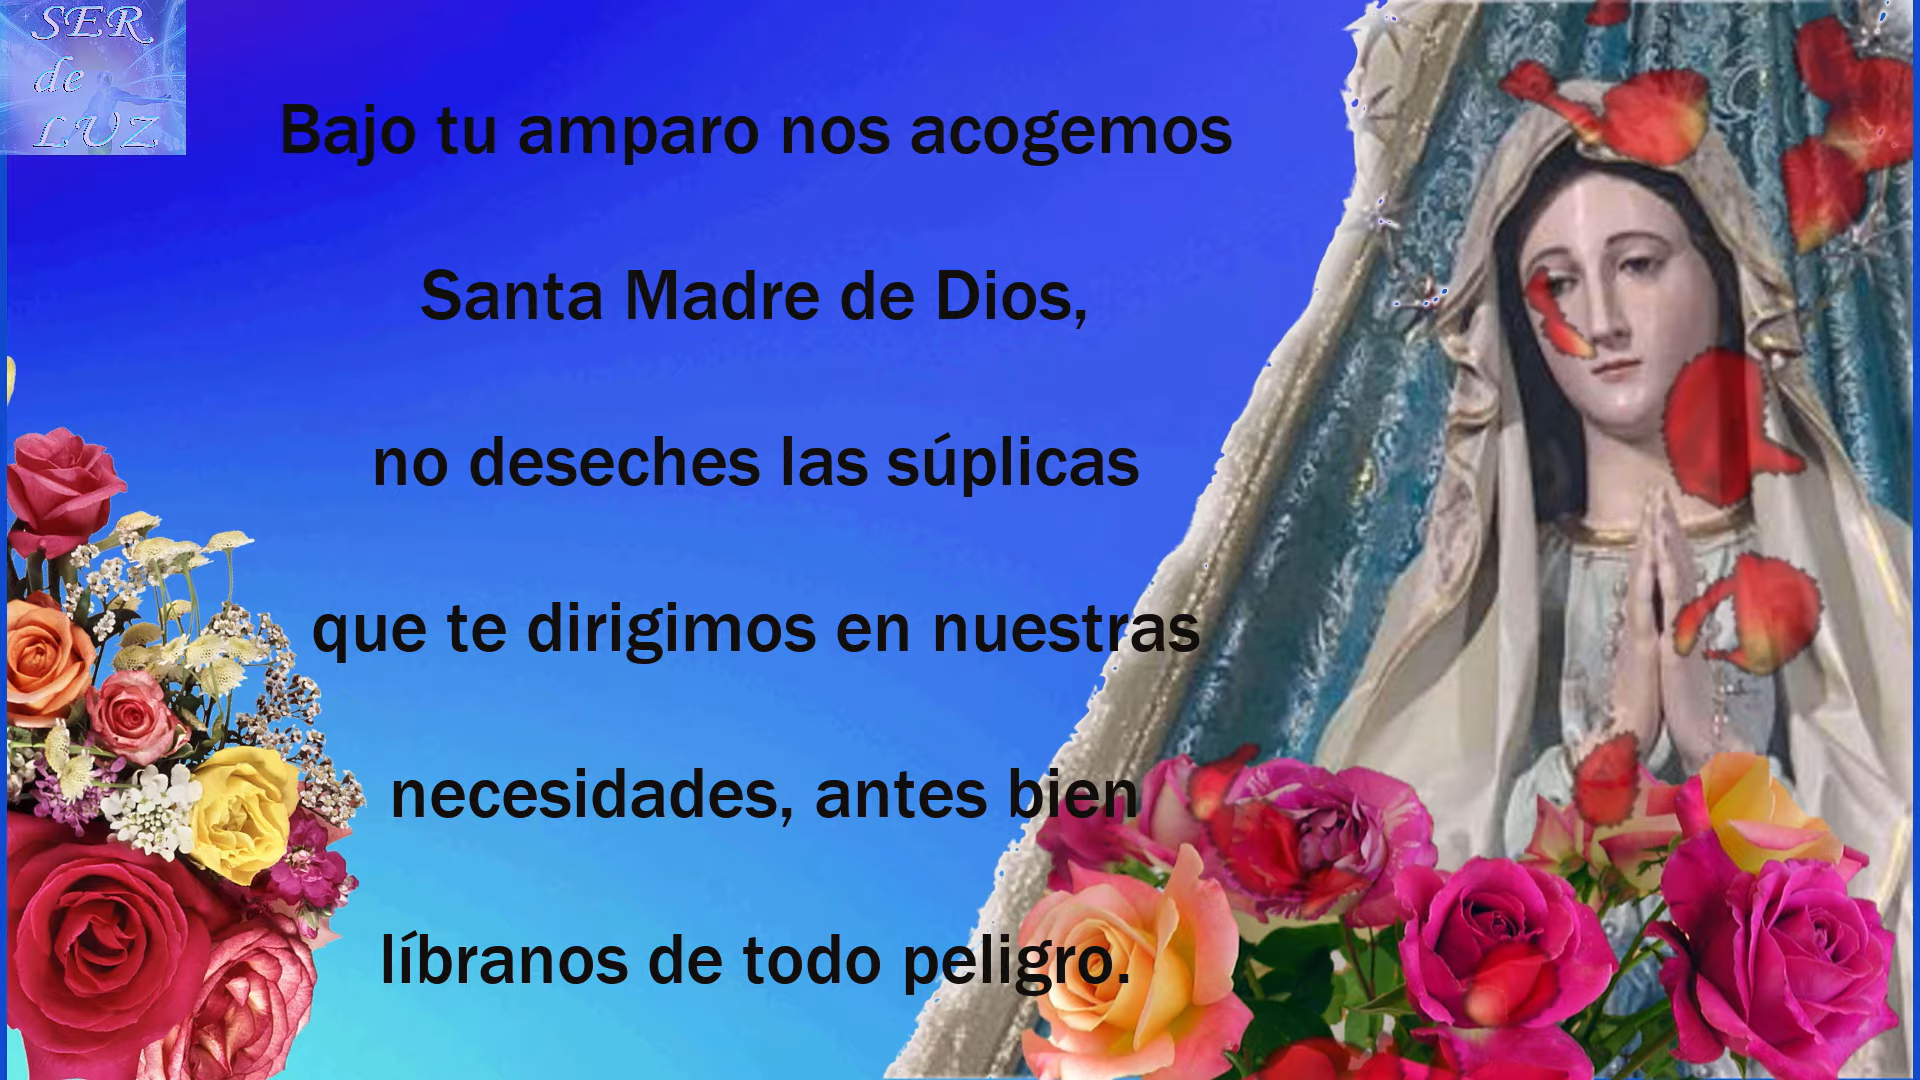 SER
de
LUZ
Bajo tu amparo nos acogemos
Santa Madre de Dios,
no deseches las súplicas
que te dirigimos en nuestras
necesidades, antes bien
líbranos de todo peligro.